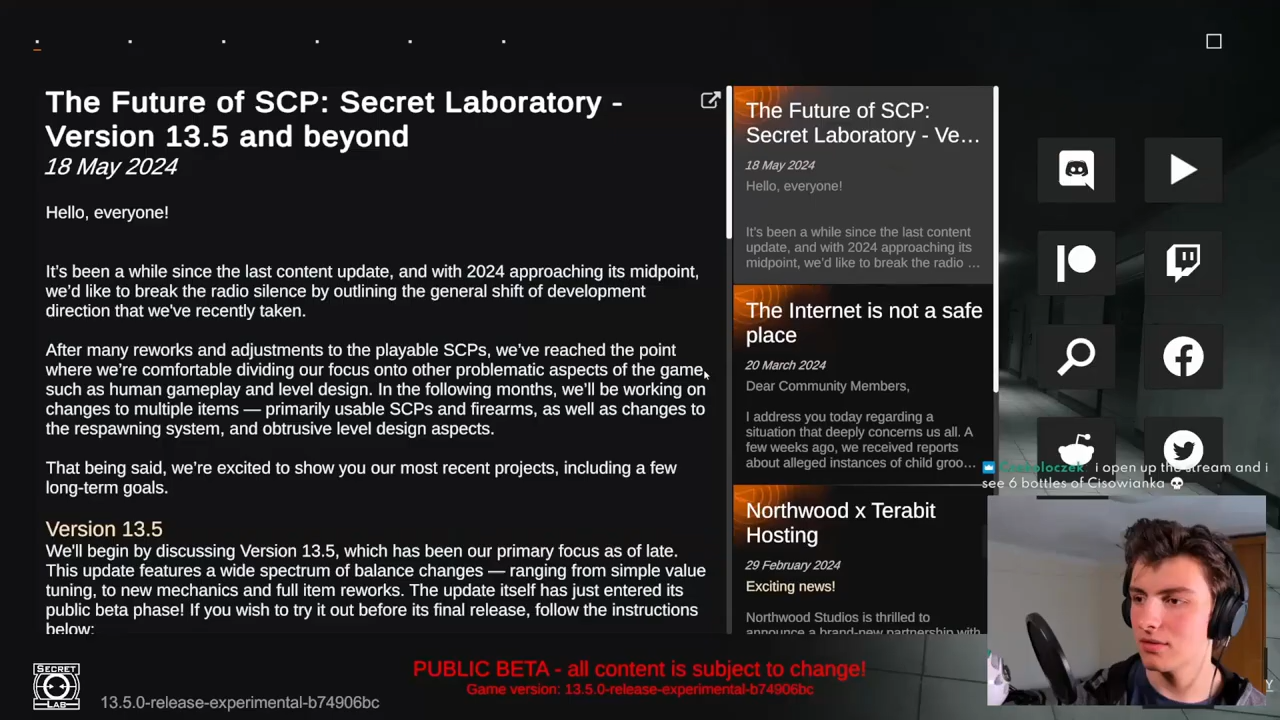 The Future of SCP: Secret Laboratory -
Version 13.5 and beyond
18 May 2024
Hello, everyone!
It's been a while since the last content update, and with 2024 approaching its midpoint,
we'd like to break the radio silence by outlining the general shift of development
direction that we've recently taken.
After many reworks and adjustments to the playable SCPs, we've reached the point
where we're comfortable dividing our focus onto other problematic aspects of the game,
such as human gameplay and level design. In the following months, we'll be working on
changes to multiple items — primarily usable SCPs and firearms, as well as changes to
the respawning system, and obtrusive level design aspects.
That being said, we're excited to show you our most recent projects, including a few
long-term goals.
Version 13.5
We'll begin by discussing Version 13.5, which has been our primary focus as of late.
This update features a wide spectrum of balance changes — ranging from simple value
tuning, to new mechanics and full item reworks. The update itself has just entered its
public beta phase! If you wish to try it out before its final release, follow the instructions
below:
The Future of SCP:
Secret Laboratory - Ve…
18 May 2024
Hello, everyone!
It's been a while since the last content
update, and with 2024 approaching its
midpoint, we'd like to break the radio …
The Internet is not a safe
place
20 March 2024
Dear Community Members,
I address you today regarding a
situation that deeply concerns us all. A
few weeks ago, we received reports
about alleged instances of child groo…
Northwood x Terabit
Hosting
29 February 2024
Exciting news!
Northwood Studios is thrilled to
announce a brand-new partnership with
i open up the stream and i
see 6 bottles of Cisowianka 💀
PUBLIC BETA - all content is subject to change!
Game version: 13.5.0-release-experimental-b74906bc
SECRET
LAB
13.5.0-release-experimental-b74906bc